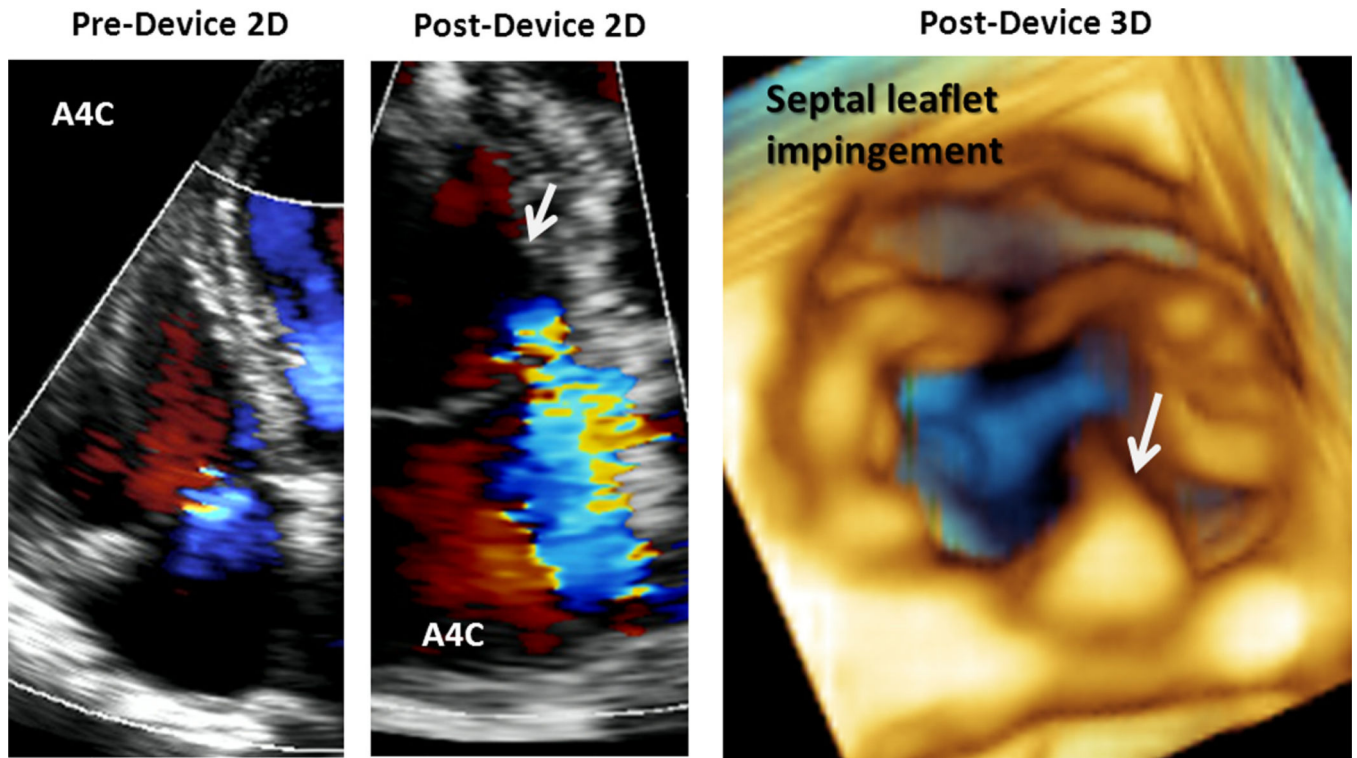 Pre-Device 2D
Post-Device 2D
Post-Device 3D
A4C
A4C
Septal leaflet
impingement